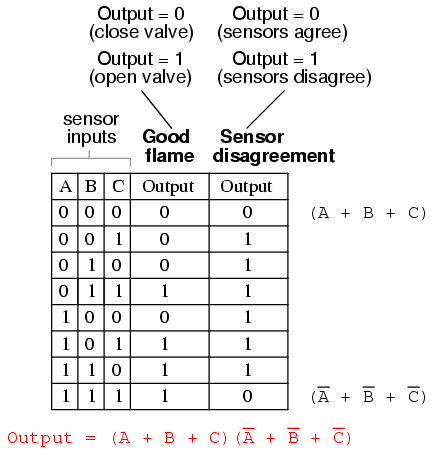 Output = 0 Output = 0
(close valve) (sensors agree)
Output = 1 Output = 1
(open valve) (sensors disagree)
sensor
inputs Good Sensor
flame disagreement
A B C Output Output
0 0 0 0 0 (A + B + C)
0 0 1 0 1
0 1 0 0 1
0 1 1 1 1
1 0 0 0 1
1 0 1 1 1
1 1 0 1 1
1 1 1 1 0 (A̅ + B̅ + C̅)
Output = (A + B + C)(A̅ + B̅ + C̅)